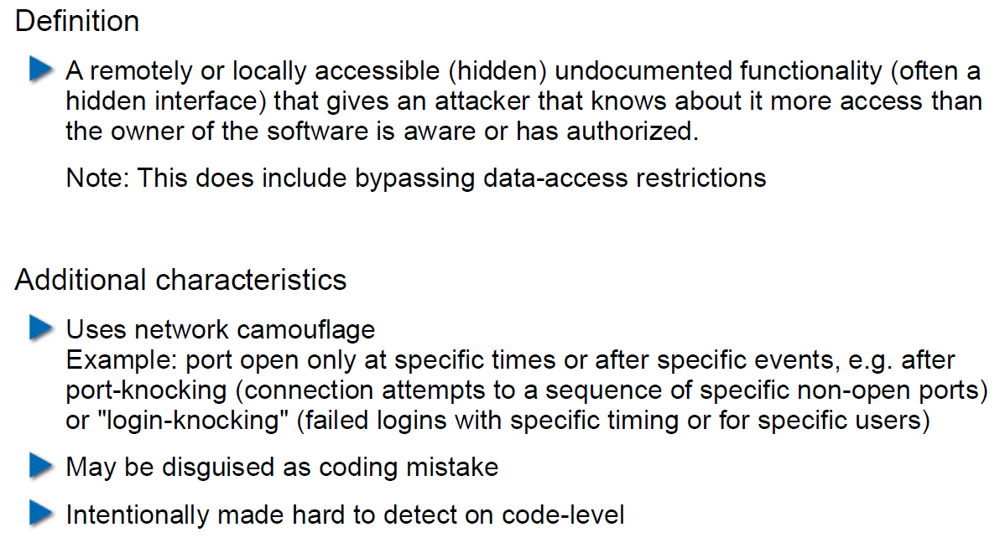 Definition
A remotely or locally accessible (hidden) undocumented functionality (often a
hidden interface) that gives an attacker that knows about it more access than
the owner of the software is aware or has authorized.
Note: This does include bypassing data-access restrictions
Additional characteristics
Uses network camouflage
Example: port open only at specific times or after specific events, e.g. after
port-knocking (connection attempts to a sequence of specific non-open ports)
or "login-knocking" (failed logins with specific timing or for specific users)
May be disguised as coding mistake
Intentionally made hard to detect on code-level